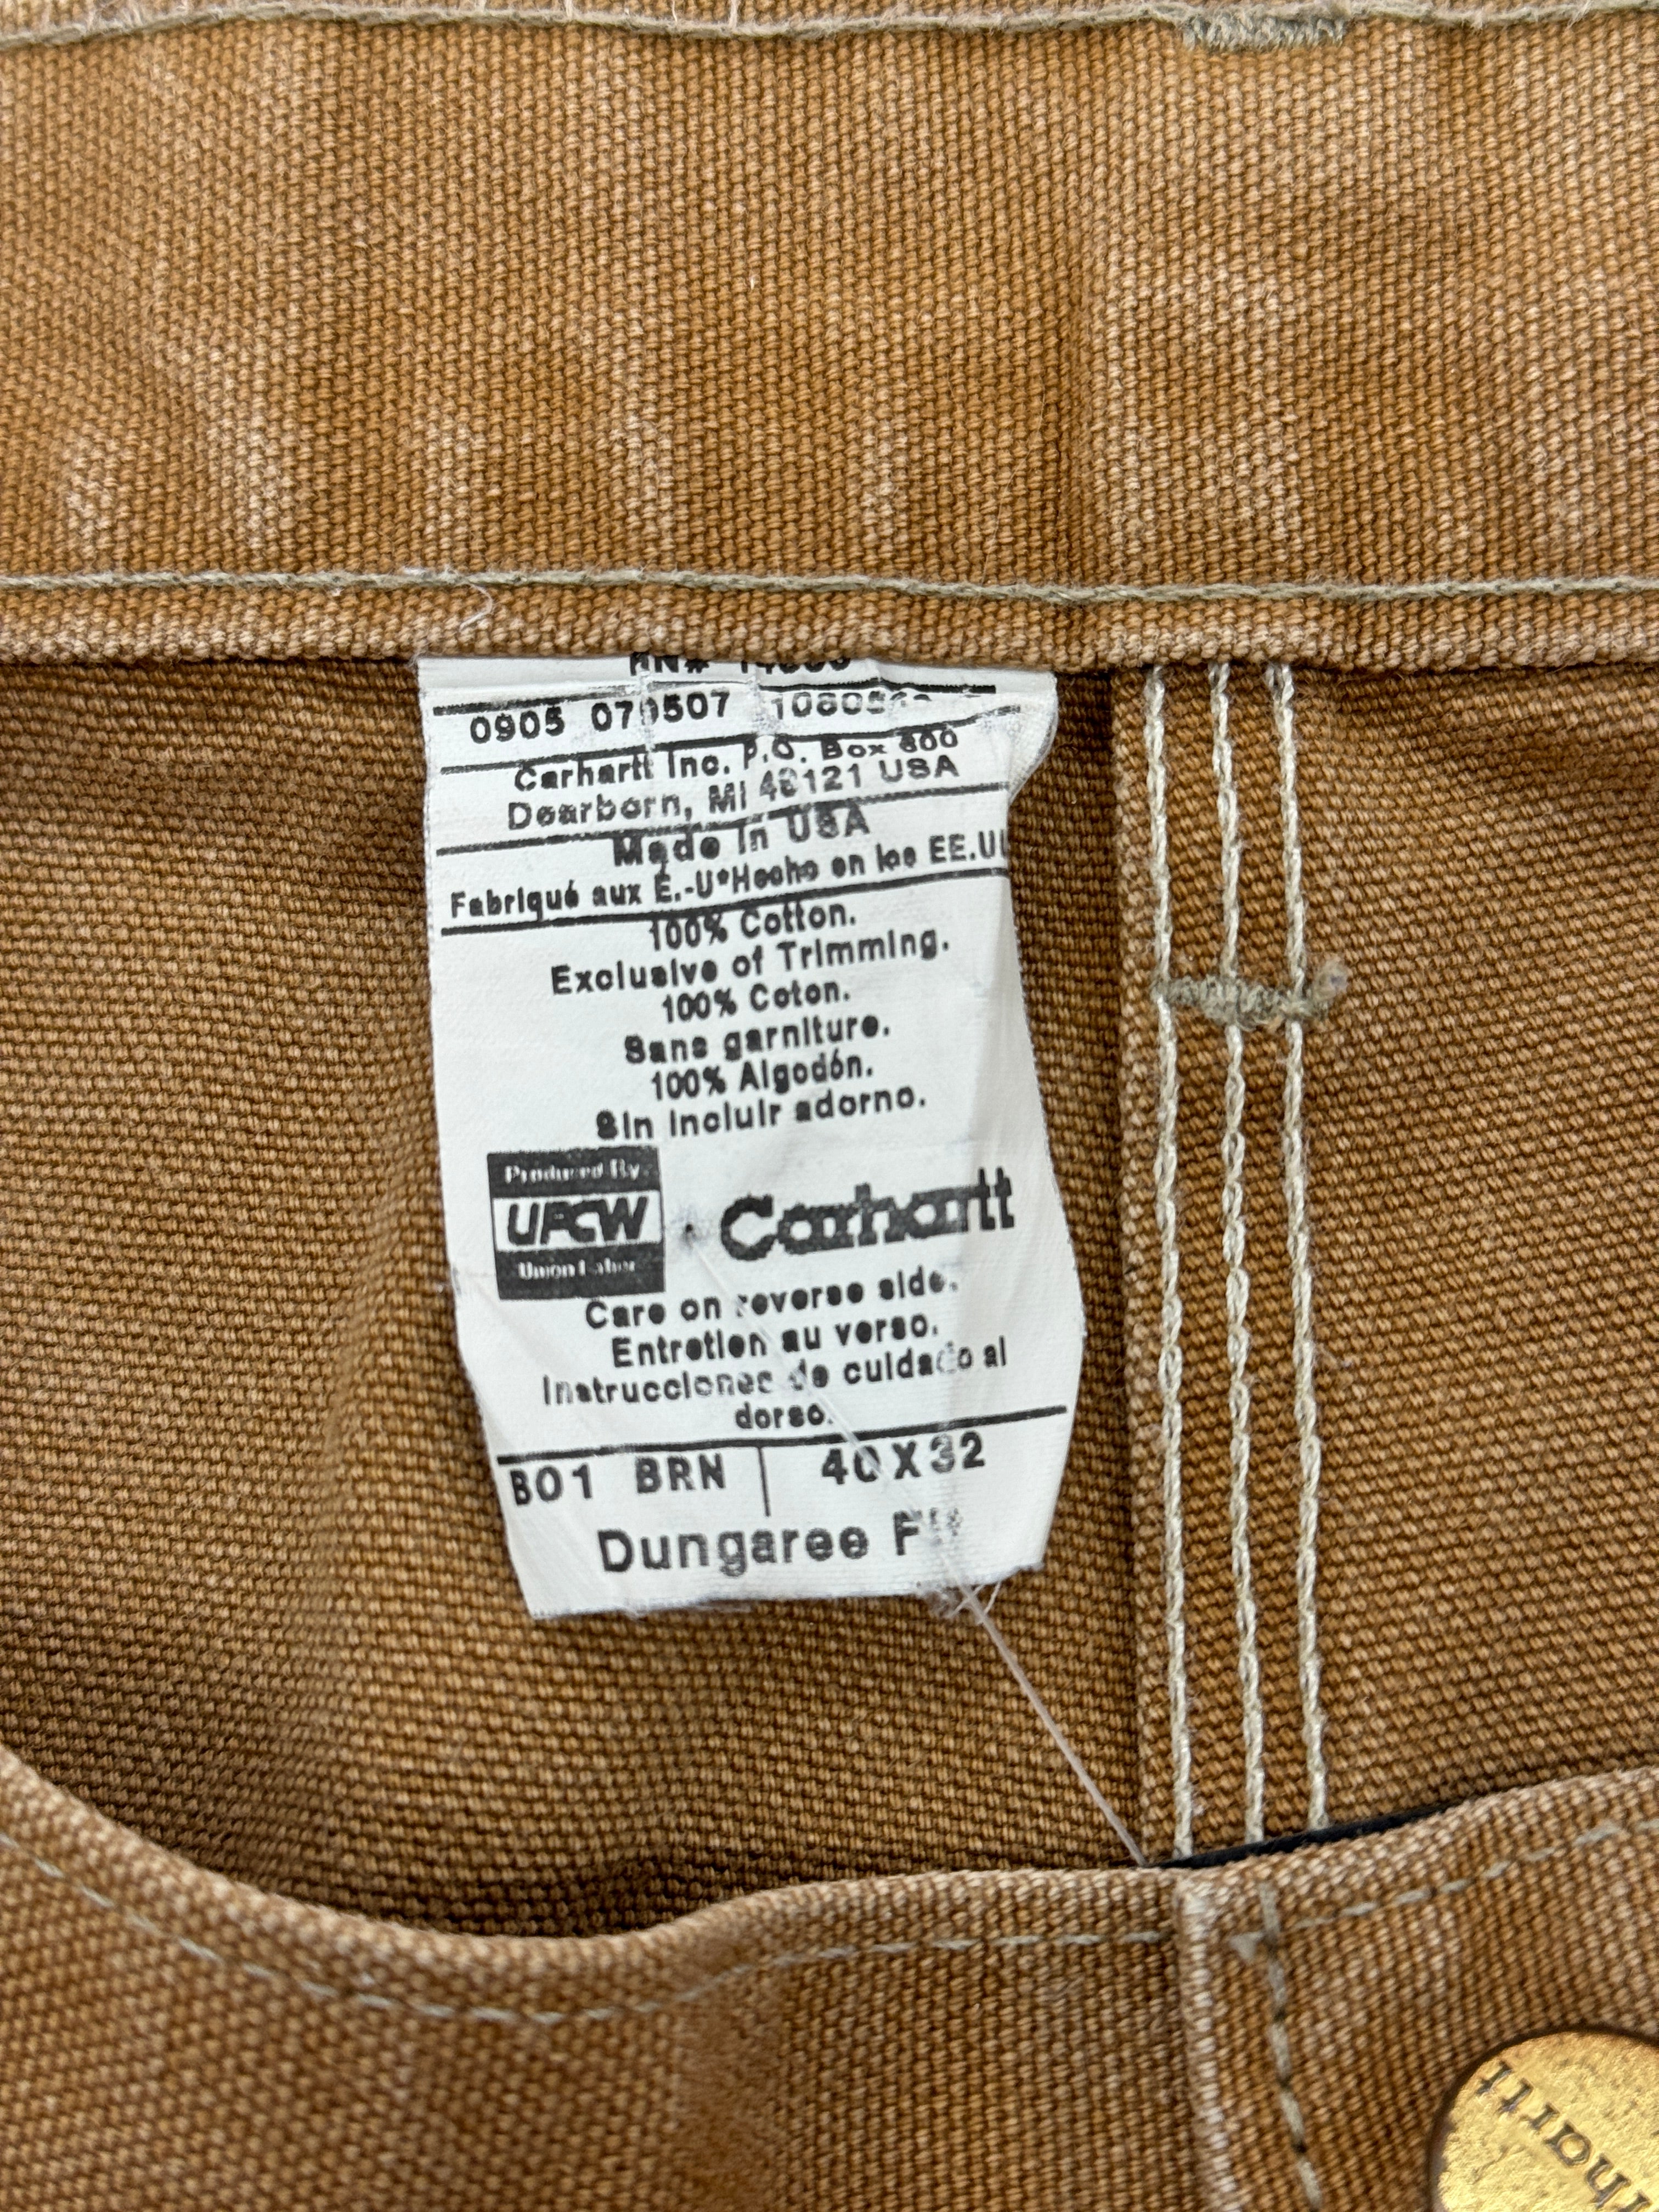 0905 070507
Carhartt Inc. P.O. Box 600
Dearborn, MI 48121 USA
Made in USA
Fabriqué aux É.-U*Hecho en los EE.UU
100% Cotton.
Exclusive of Trimming.
100% Coton.
Sans garniture.
100% Algodón.
Sin incluir adorno.
Produced By
UFCW
Union Label
Carhartt
Care on reverse side.
Entretien au verso.
Instrucciones de cuidado al
dorso.
B01 BRN 40X32
Dungaree Fit